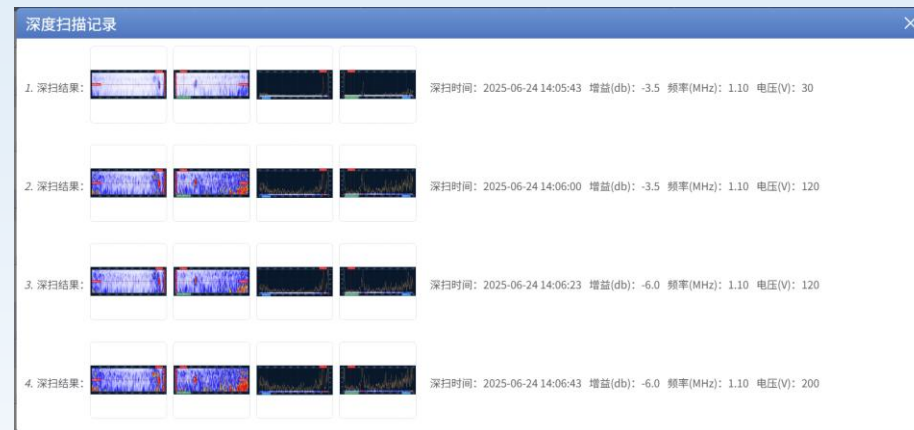 深度扫描记录
1. 深扫结果： 深扫时间：2025-06-24 14:05:43 增益(db)：-3.5 频率(MHz)：1.10 电压(V)：30
2. 深扫结果： 深扫时间：2025-06-24 14:06:00 增益(db)：-3.5 频率(MHz)：1.10 电压(V)：120
3. 深扫结果： 深扫时间：2025-06-24 14:06:23 增益(db)：-6.0 频率(MHz)：1.10 电压(V)：120
4. 深扫结果： 深扫时间：2025-06-24 14:06:43 增益(db)：-6.0 频率(MHz)：1.10 电压(V)：200